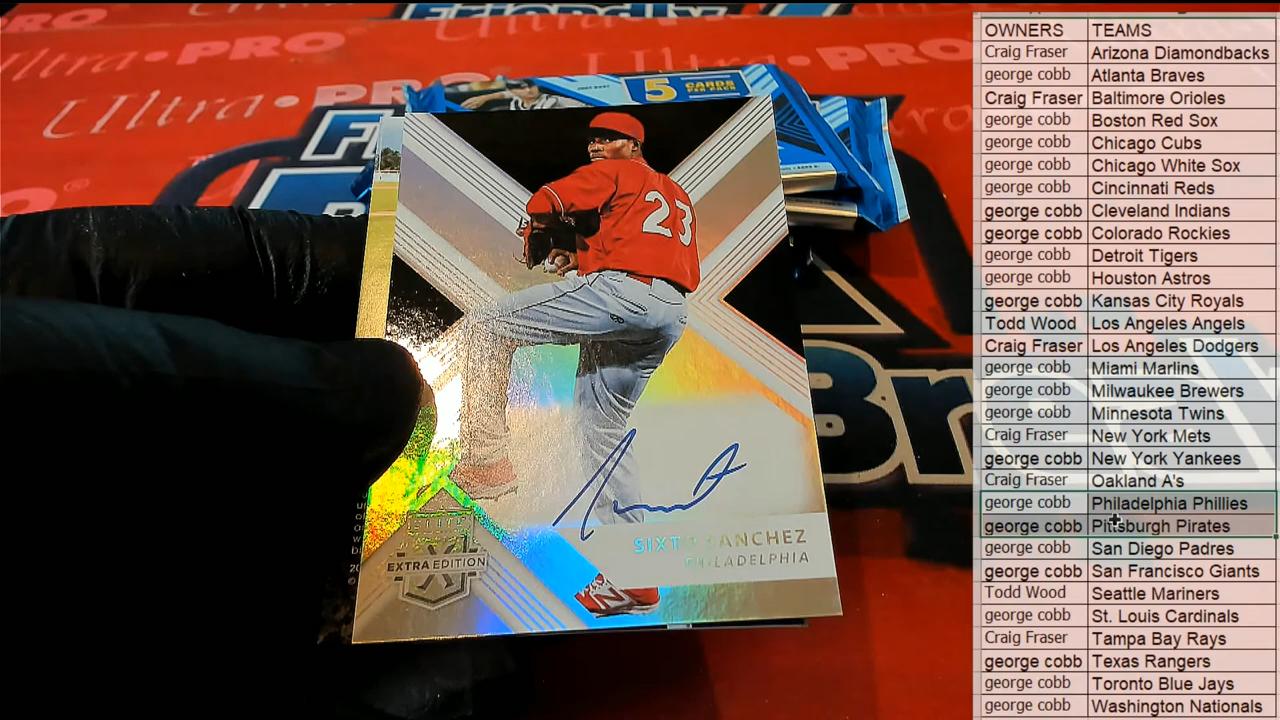 Friendly
Ultra PRO
Ultra PRO
5 CARDS
PER PACK
Ultra
23
SIXT SANCHEZ
PHILADELPHIA
ELITE
EXTRA EDITION
Bre
OWNERS TEAMS
Craig Fraser Arizona Diamondbacks
george cobb Atlanta Braves
Craig Fraser Baltimore Orioles
george cobb Boston Red Sox
george cobb Chicago Cubs
george cobb Chicago White Sox
george cobb Cincinnati Reds
george cobb Cleveland Indians
george cobb Colorado Rockies
george cobb Detroit Tigers
george cobb Houston Astros
george cobb Kansas City Royals
Todd Wood Los Angeles Angels
Craig Fraser Los Angeles Dodgers
george cobb Miami Marlins
george cobb Milwaukee Brewers
george cobb Minnesota Twins
Craig Fraser New York Mets
george cobb New York Yankees
Craig Fraser Oakland A's
george cobb Philadelphia Phillies
george cobb Pittsburgh Pirates
george cobb San Diego Padres
george cobb San Francisco Giants
Todd Wood Seattle Mariners
george cobb St. Louis Cardinals
Craig Fraser Tampa Bay Rays
george cobb Texas Rangers
george cobb Toronto Blue Jays
george cobb Washington Nationals